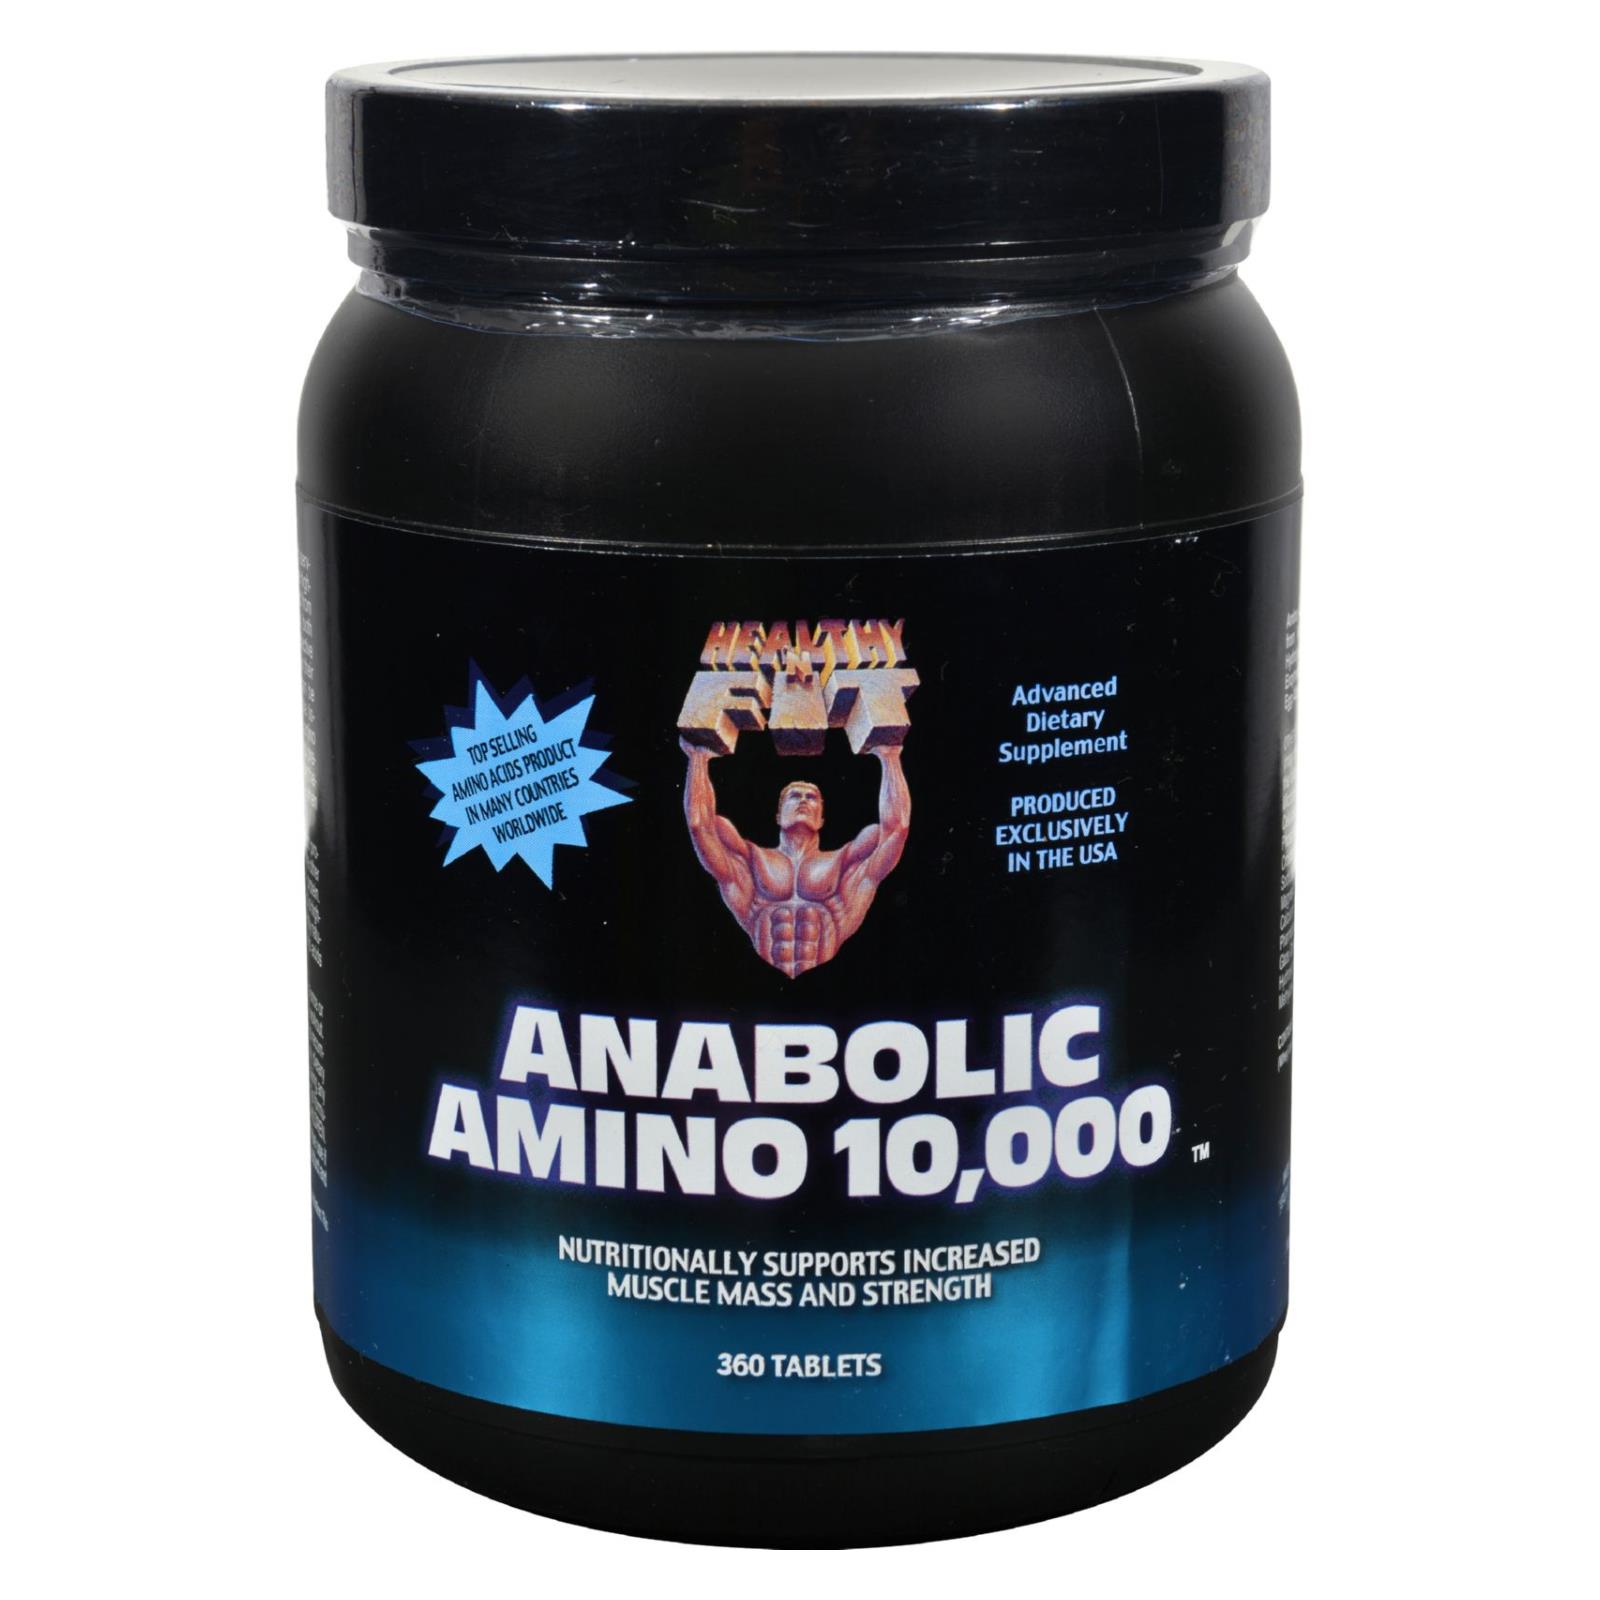 HEALTHY
N
FIT
TOP SELLING
AMINO ACIDS PRODUCT
IN MANY COUNTRIES
WORLDWIDE
Advanced
Dietary
Supplement
PRODUCED
EXCLUSIVELY
IN THE USA
ANABOLIC
AMINO 10,000 TM
NUTRITIONALLY SUPPORTS INCREASED
MUSCLE MASS AND STRENGTH
360 TABLETS